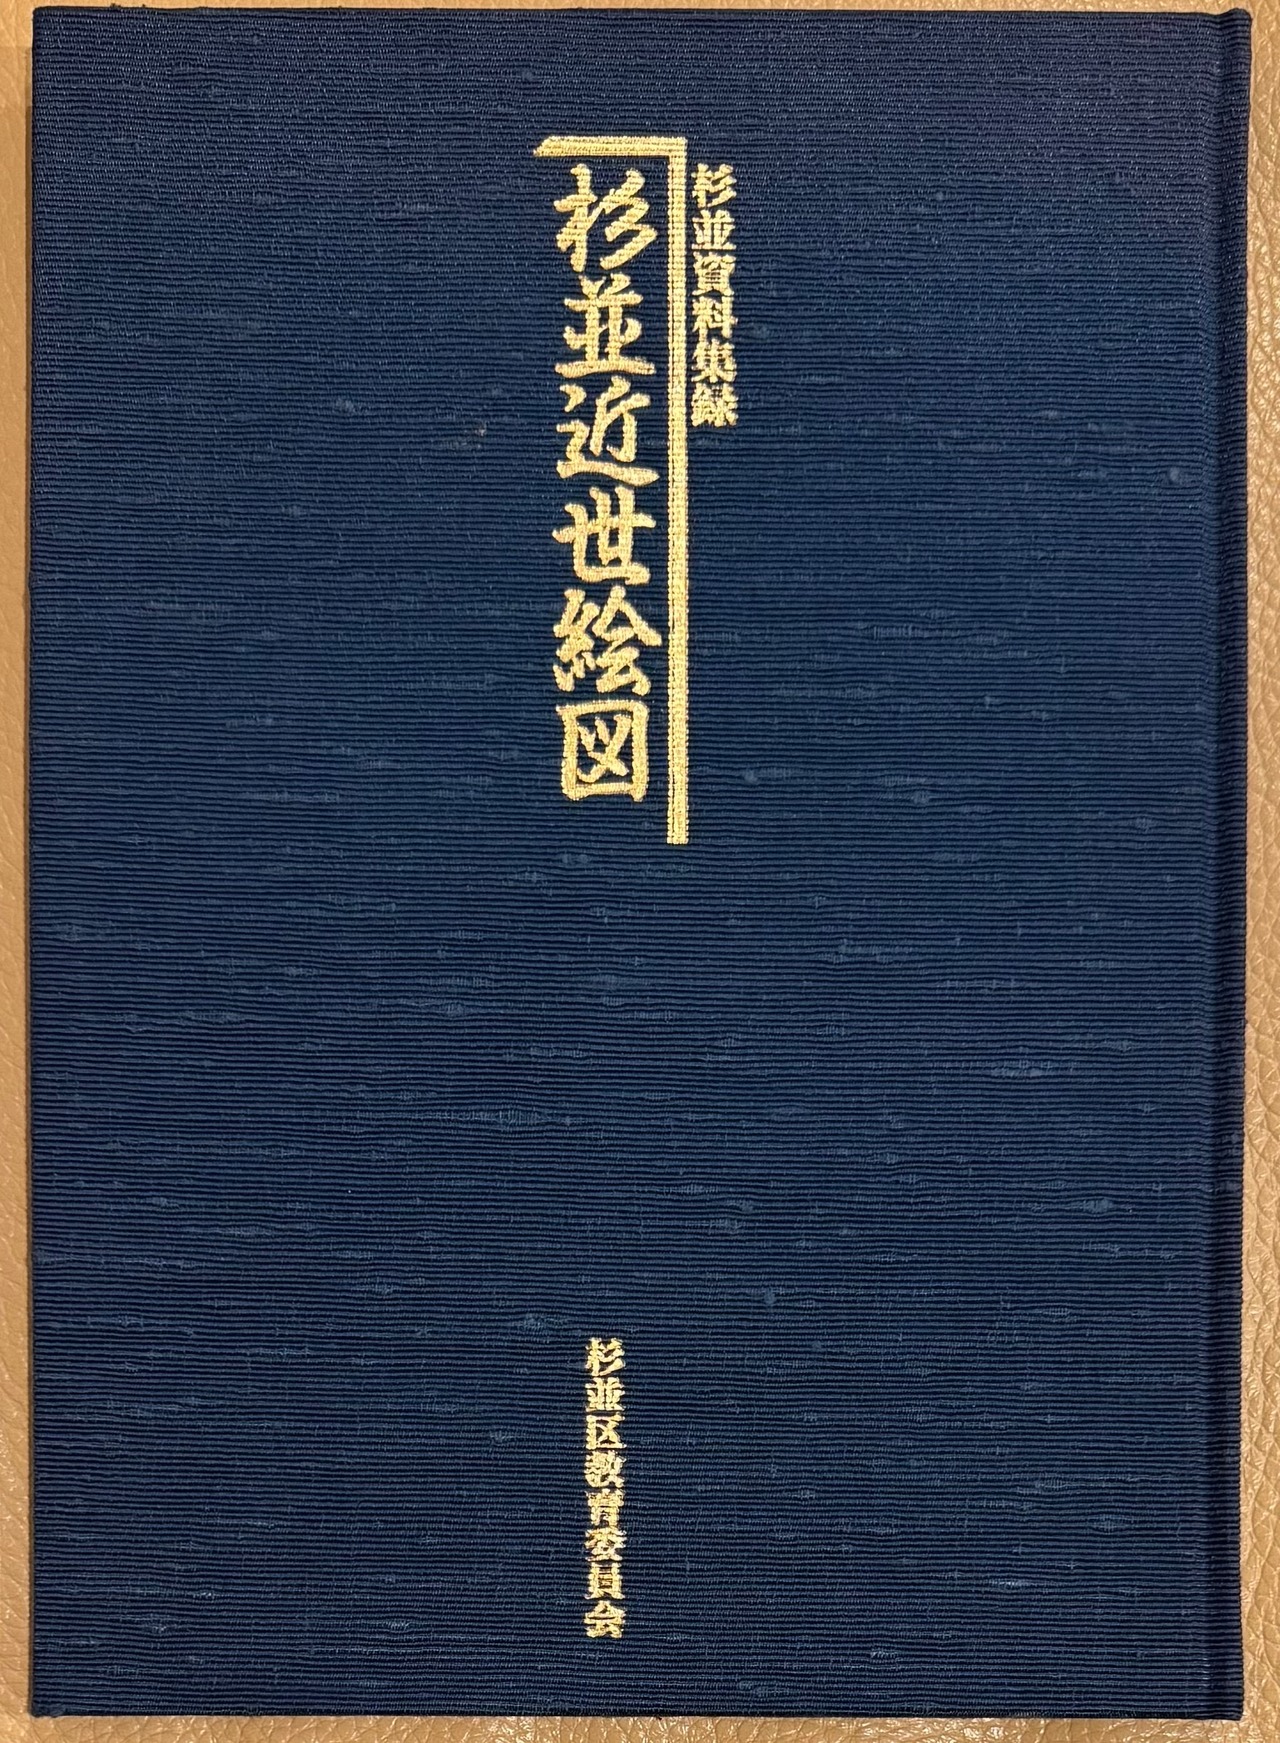 杉並資料集録
杉並近世絵図
杉並区教育委員会